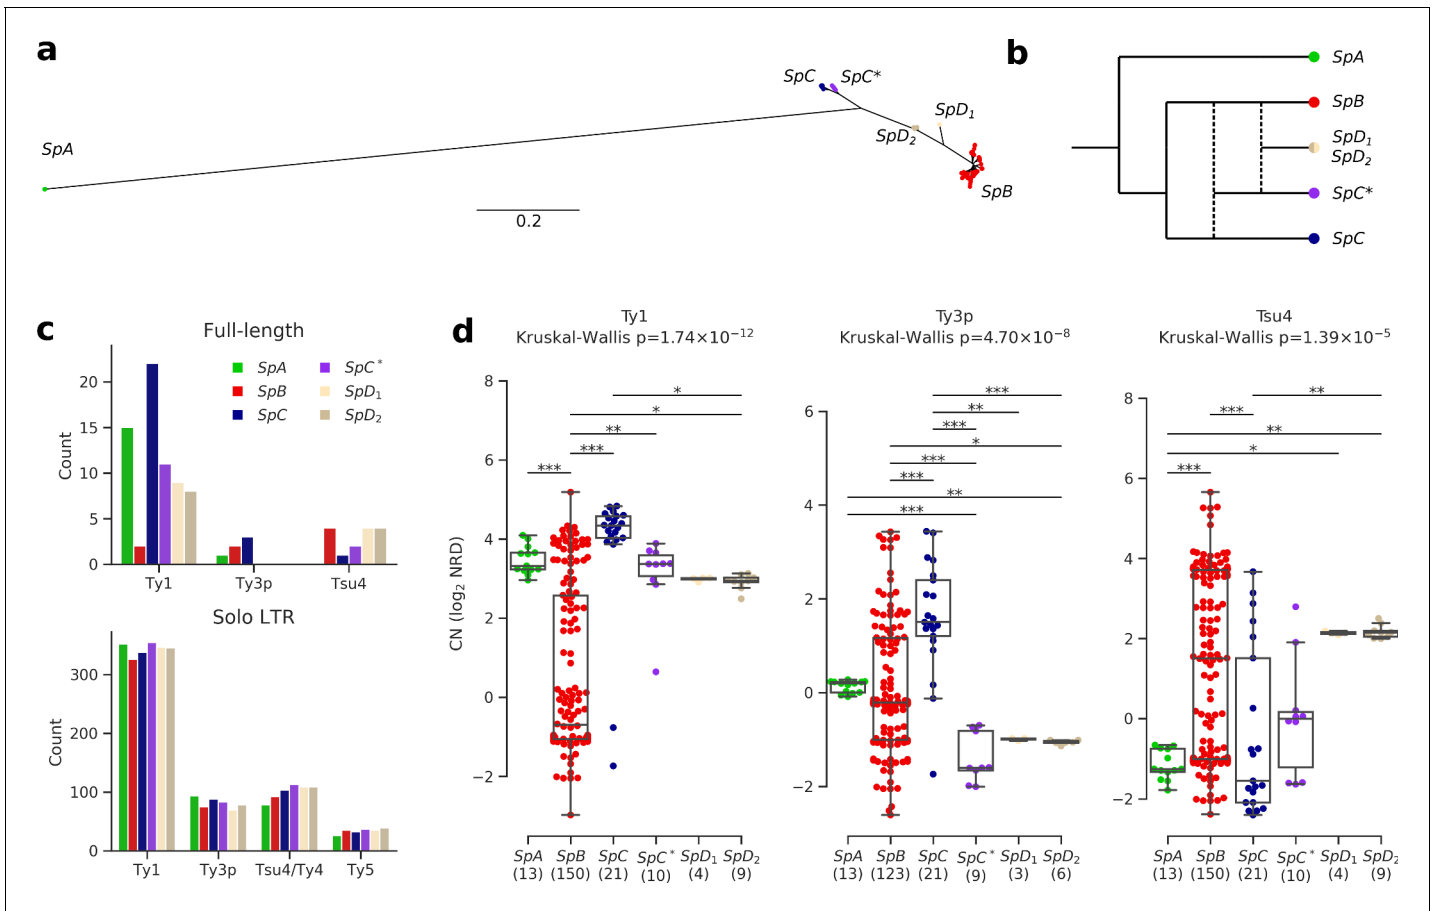 a
SpA
SpC
SpC*
SpD1
SpD2
SpB
0.2
b
SpA
SpB
SpD1
SpD2
SpC*
SpC
c
Full-length
SpA
SpB
SpC
SpC*
SpD1
SpD2
Count
20
15
10
5
0
Ty1 Ty3p Tsu4
Solo LTR
Count
300
200
100
0
Ty1 Ty3p Tsu4/Ty4 Ty5
d
Ty1
Kruskal-Wallis p=1.74×10⁻¹²
CN (log₂ NRD)
8
6
4
2
0
−2
*
*
**
***
***
SpA SpB SpC SpC* SpD1 SpD2
(13) (150) (21) (10) (4) (9)
Ty3p
Kruskal-Wallis p=4.70×10⁻⁸
6
4
2
0
−2
***
**
***
*
***
***
**
***
SpA SpB SpC SpC* SpD1 SpD2
(13) (123) (21) (9) (3) (6)
Tsu4
Kruskal-Wallis p=1.39×10⁻⁵
8
6
4
2
0
−2
**
***
**
*
***
SpA SpB SpC SpC* SpD1 SpD2
(13) (150) (21) (10) (4) (9)